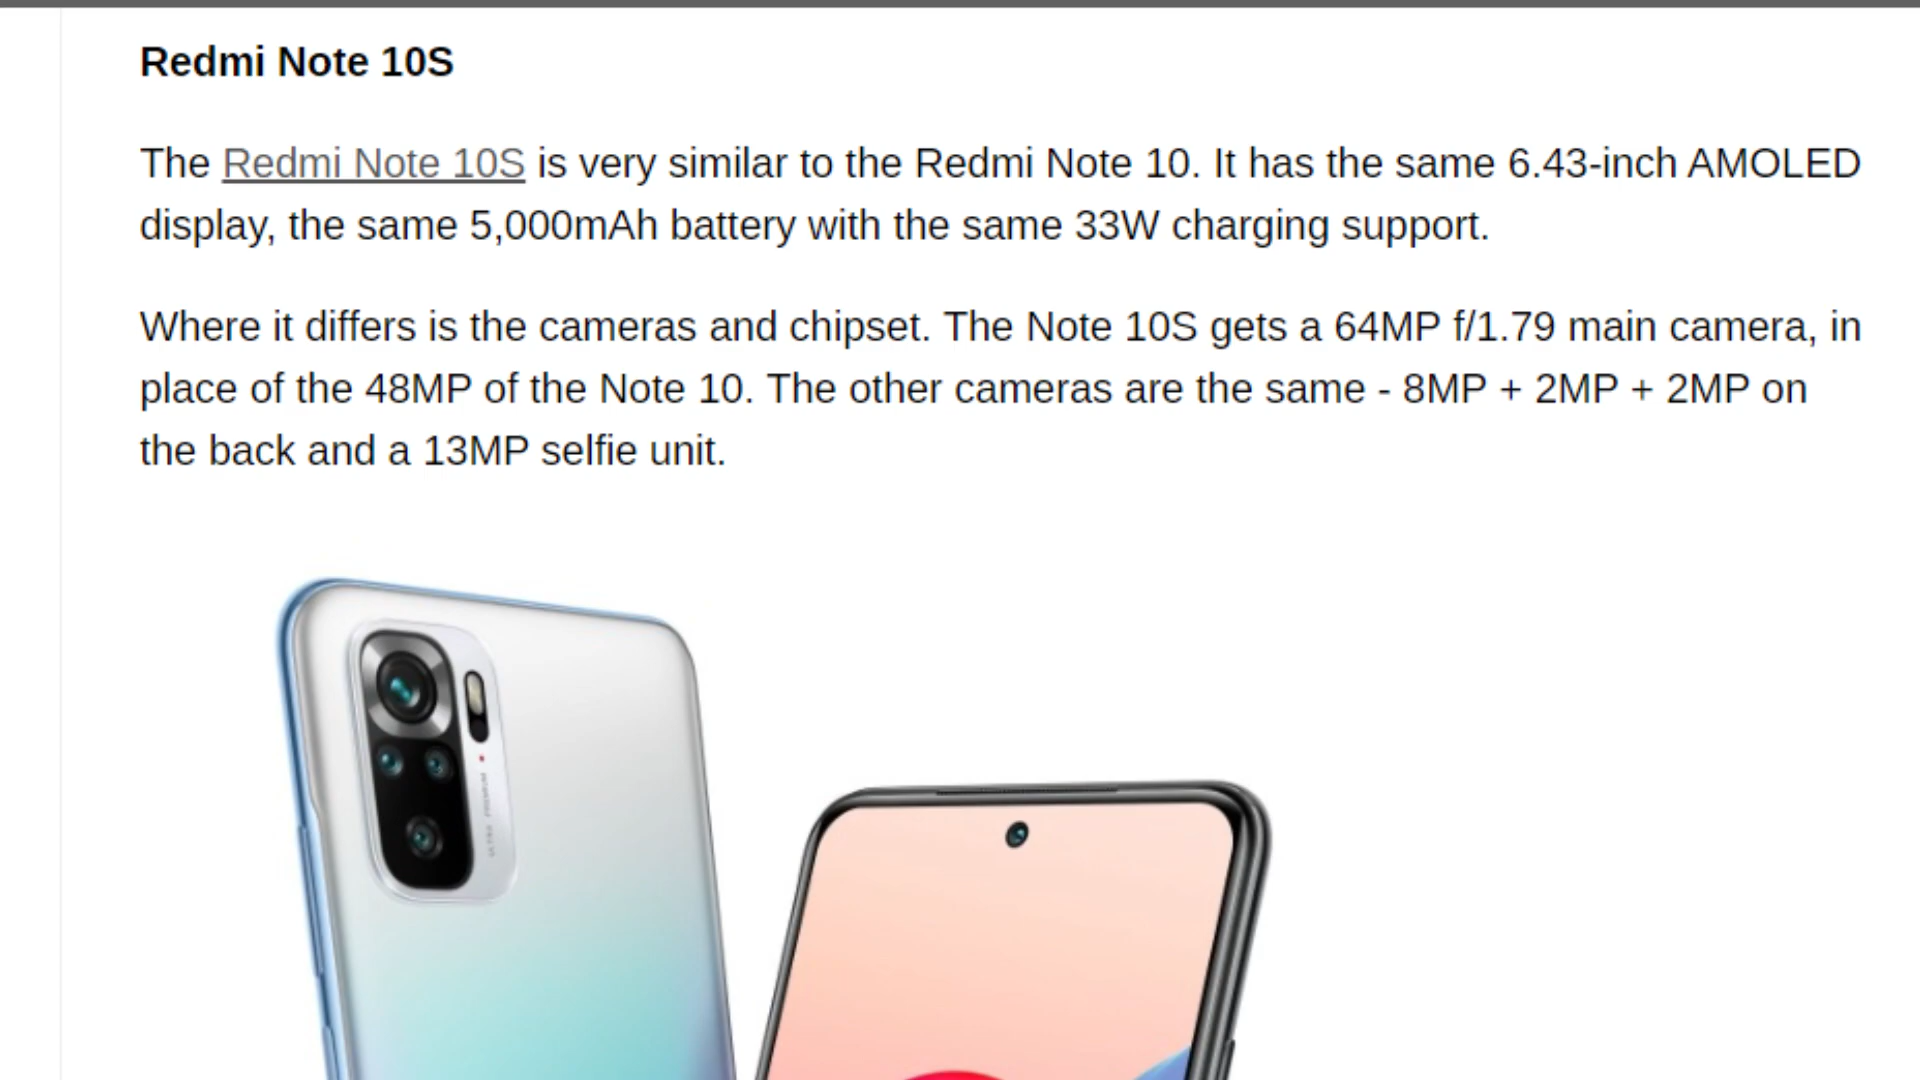 Redmi Note 10S
The Redmi Note 10S is very similar to the Redmi Note 10. It has the same 6.43-inch AMOLED
display, the same 5,000mAh battery with the same 33W charging support.
Where it differs is the cameras and chipset. The Note 10S gets a 64MP f/1.79 main camera, in
place of the 48MP of the Note 10. The other cameras are the same - 8MP + 2MP + 2MP on
the back and a 13MP selfie unit.
ULTRA PREMIUM